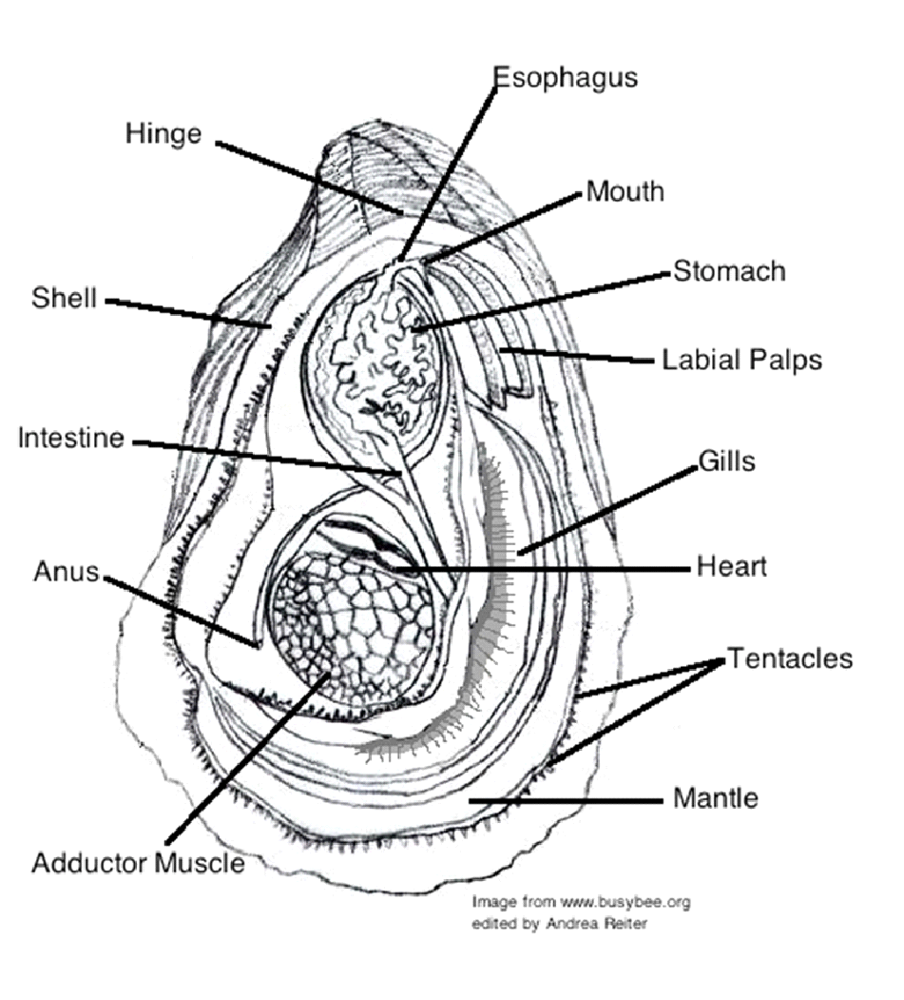 Esophagus
Hinge
Mouth
Stomach
Shell
Labial Palps
Intestine
Gills
Heart
Anus
Tentacles
Mantle
Adductor Muscle
Image from www.busybee.org
edited by Andrea Reiter